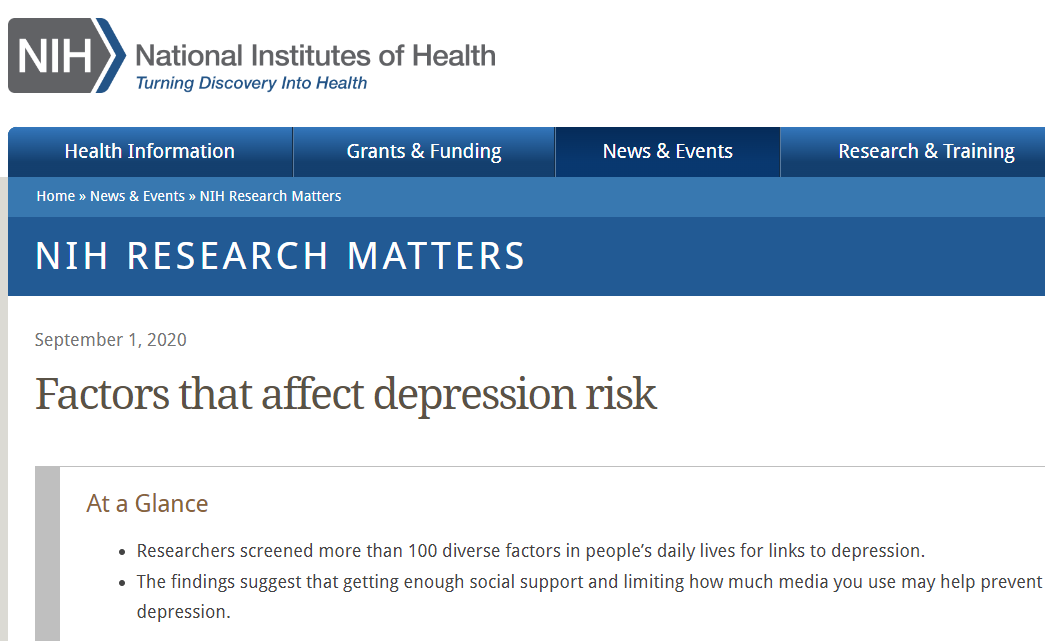 NIH National Institutes of Health
Turning Discovery Into Health
Health Information Grants & Funding News & Events Research & Training
Home » News & Events » NIH Research Matters
NIH RESEARCH MATTERS
September 1, 2020
Factors that affect depression risk
At a Glance
• Researchers screened more than 100 diverse factors in people’s daily lives for links to depression.
• The findings suggest that getting enough social support and limiting how much media you use may help prevent
depression.